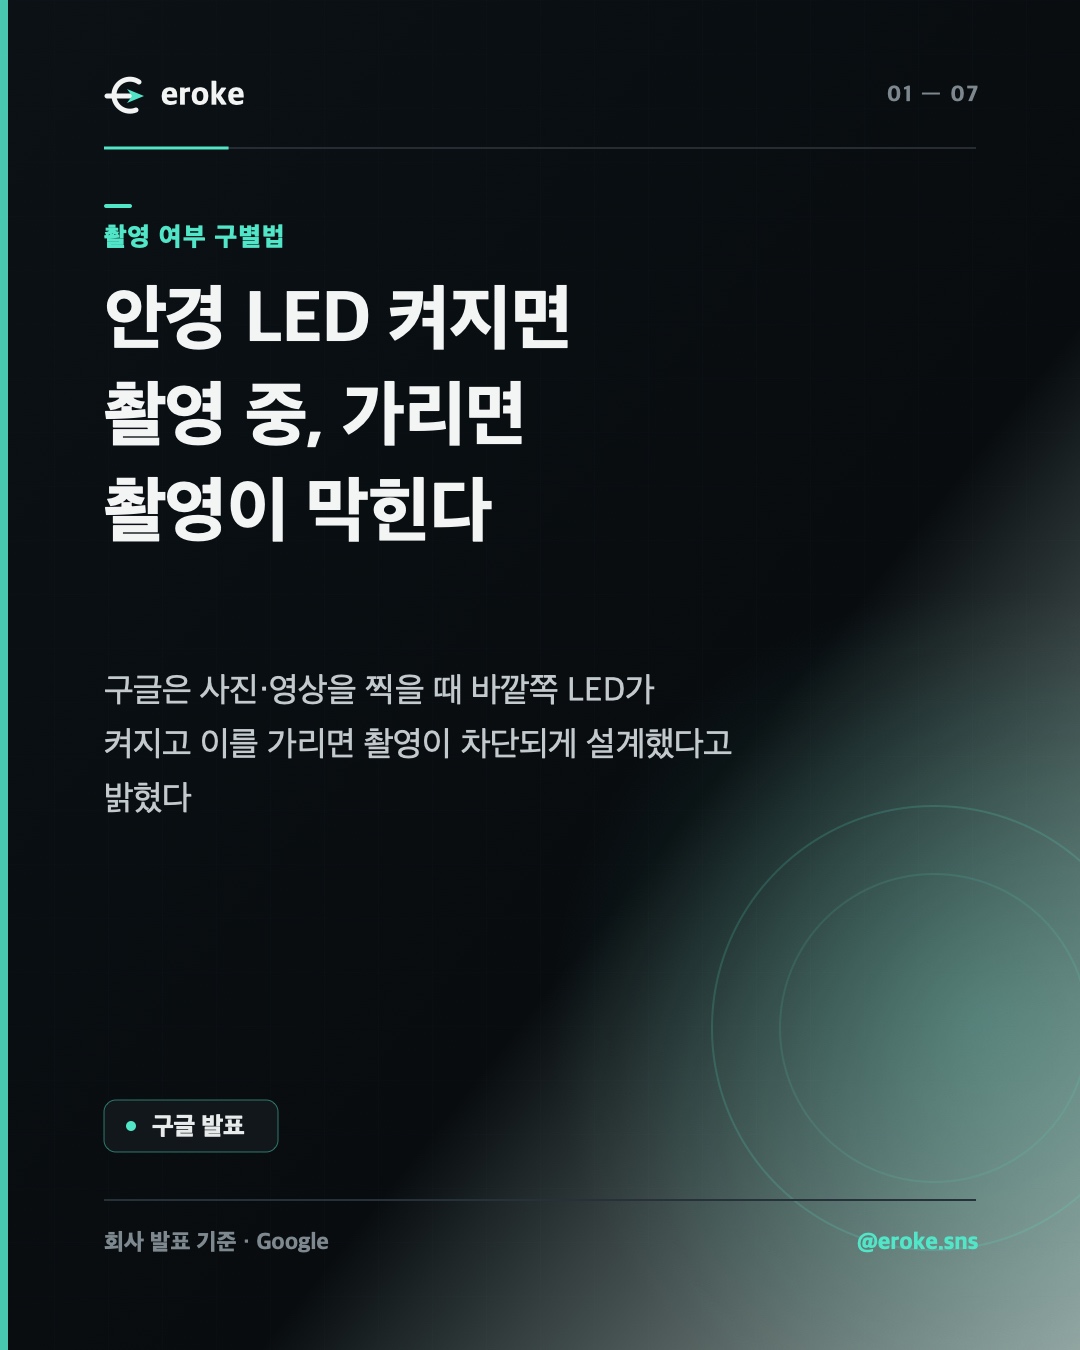 eroke
01 — 07
촬영 여부 구별법
안경 LED 켜지면
촬영 중, 가리면
촬영이 막힌다
구글은 사진·영상을 찍을 때 바깥쪽 LED가
켜지고 이를 가리면 촬영이 차단되게 설계했다고
밝혔다
구글 발표
회사 발표 기준 · Google
@eroke.sns